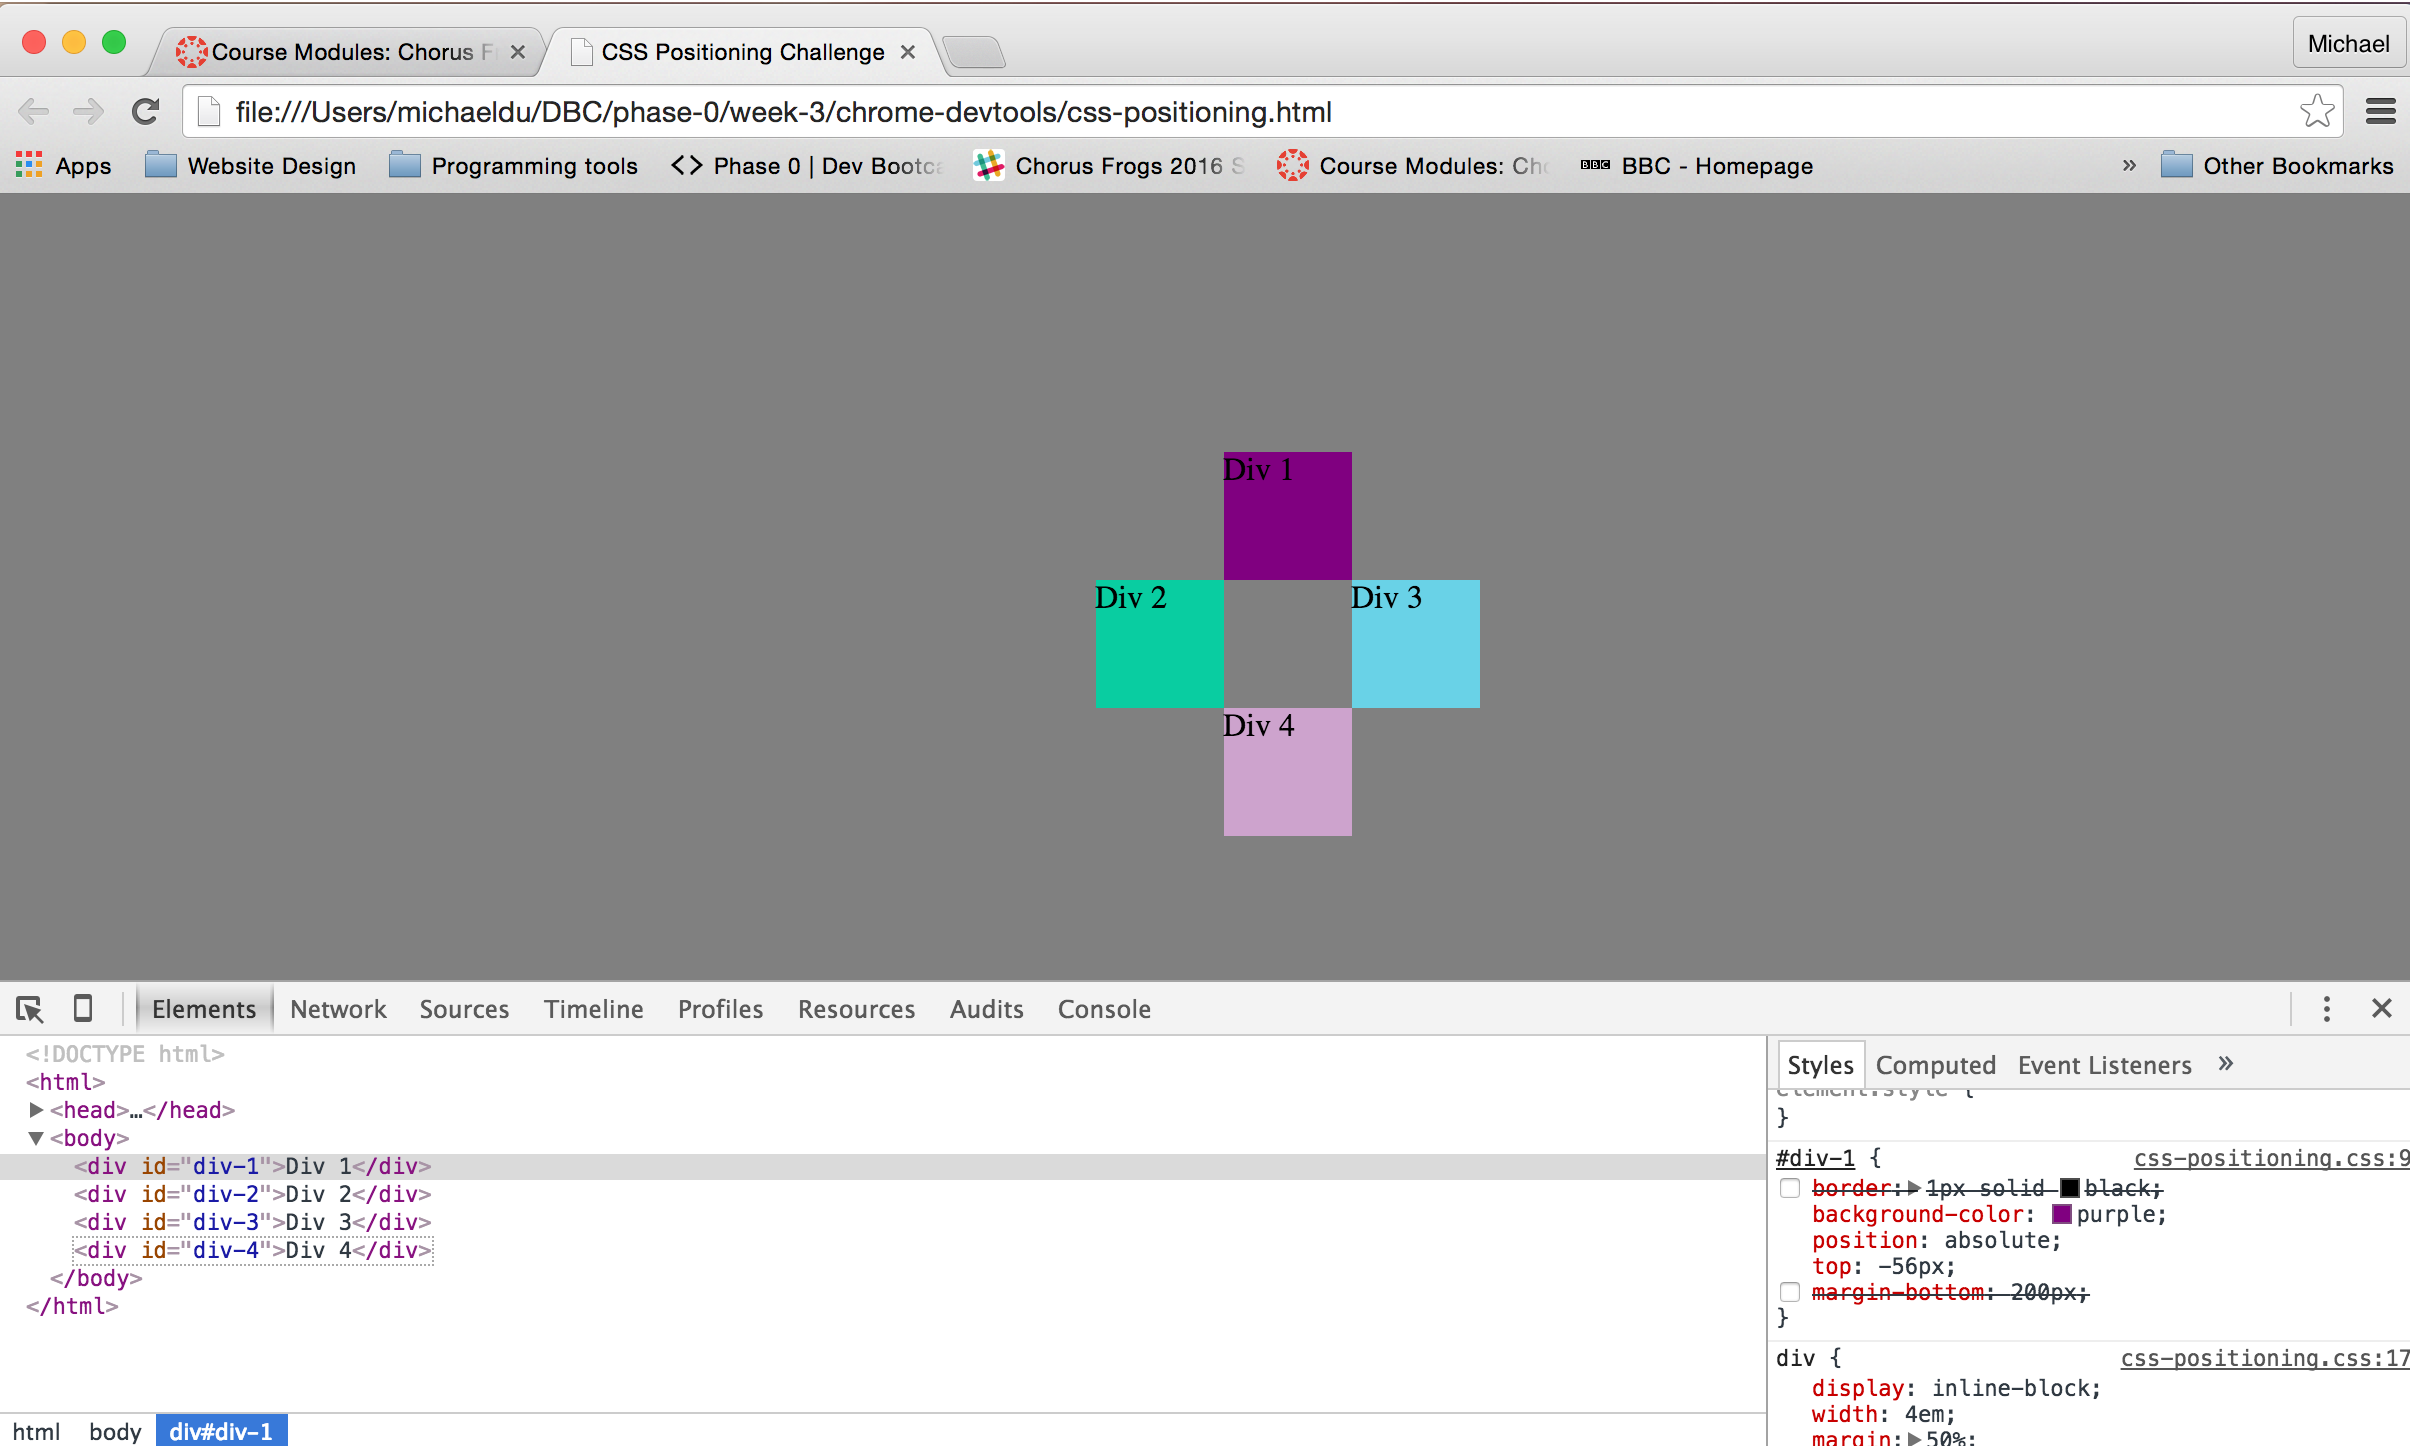 Course Modules: Chorus F
CSS Positioning Challenge
Michael
file:///Users/michaeldu/DBC/phase-0/week-3/chrome-devtools/css-positioning.html
Apps
Website Design
Programming tools
<> Phase 0 | Dev Bootca
Chorus Frogs 2016 S
Course Modules: Cho
BBC BBC - Homepage
»
Other Bookmarks
Div 1
Div 2
Div 3
Div 4
Elements
Network
Sources
Timeline
Profiles
Resources
Audits
Console
<!DOCTYPE html>
<html>
<head>…</head>
<body>
<div id="div-1">Div 1</div>
<div id="div-2">Div 2</div>
<div id="div-3">Div 3</div>
<div id="div-4">Div 4</div>
</body>
</html>
html body div#div-1
Styles Computed Event Listeners »
element.style {
}
#div-1 { css-positioning.css:9
border: 1px solid black;
background-color: purple;
position: absolute;
top: -56px;
margin-bottom: 200px;
}
div { css-positioning.css:17
display: inline-block;
width: 4em;
margin: 50%;